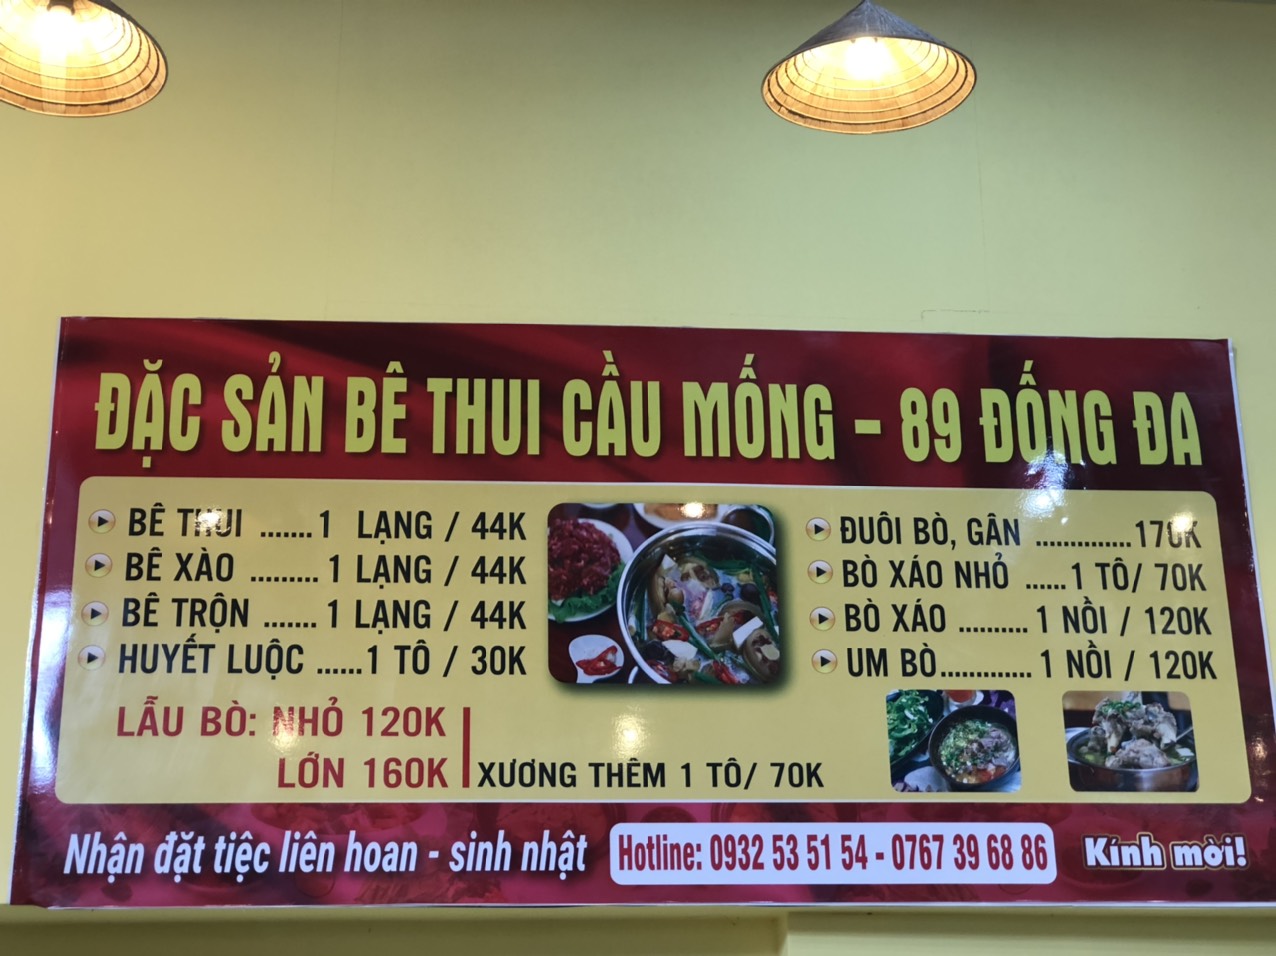 ĐẶC SẢN BÊ THUI CẦU MỐNG - 89 ĐỐNG ĐA
BÊ THUI ......1 LẠNG / 44K
BÊ XÀO .........1 LẠNG / 44K
BÊ TRỘN .......1 LẠNG / 44K
HUYẾT LUỘC ......1 TÔ / 30K
LẪU BÒ: NHỎ 120K
LỚN 160K
XƯƠNG THÊM 1 TÔ/ 70K
ĐUÔI BÒ, GÂN .............170K
BÒ XÁO NHỎ ......1 TÔ/ 70K
BÒ XÁO ..........1 NỒI / 120K
UM BÒ.............1 NỒI / 120K
Nhận đặt tiệc liên hoan - sinh nhật
Hotline: 0932 53 51 54 - 0767 39 68 86
Kính mời!